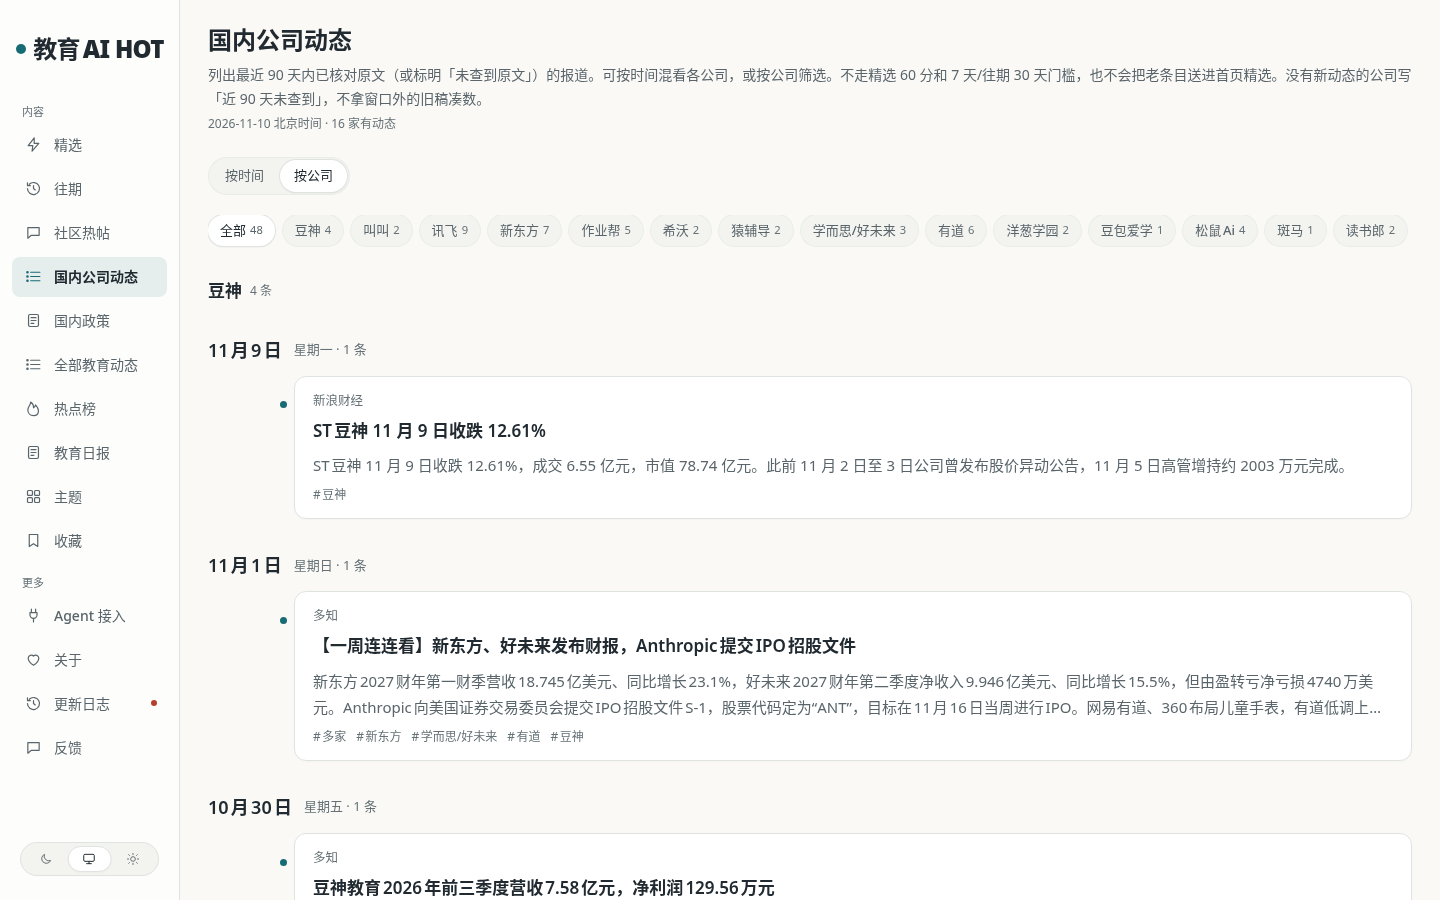 教育 AI HOT
内容
精选
往期
社区热帖
国内公司动态
国内政策
全部教育动态
热点榜
教育日报
主题
收藏
更多
Agent 接入
关于
更新日志
反馈
国内公司动态
列出最近 90 天内已核对原文（或标明「未查到原文」）的报道。可按时间混看各公司，或按公司筛选。不走精选 60 分和 7 天/往期 30 天门槛，也不会把老条目送进首页精选。没有新动态的公司写
「近 90 天未查到」，不拿窗口外的旧稿凑数。
2026-11-10 北京时间 · 16 家有动态
按时间 按公司
全部 48 豆神 4 叫叫 2 讯飞 9 新东方 7 作业帮 5 希沃 2 猿辅导 2 学而思/好未来 3 有道 6 洋葱学园 2 豆包爱学 1 松鼠Ai 4 斑马 1 读书郎 2
豆神 4 条
11月9日 星期一 · 1 条
新浪财经
ST豆神 11 月 9 日收跌 12.61%
ST豆神 11 月 9 日收跌 12.61%，成交 6.55 亿元，市值 78.74 亿元。此前 11 月 2 日至 3 日公司曾发布股价异动公告，11 月 5 日高管增持约 2003 万元完成。
#豆神
11月1日 星期日 · 1 条
多知
【一周连连看】新东方、好未来发布财报，Anthropic提交IPO招股文件
新东方2027财年第一财季营收18.745亿美元、同比增长23.1%，好未来2027财年第二季度净收入9.946亿美元、同比增长15.5%，但由盈转亏净亏损4740万美
元。Anthropic向美国证券交易委员会提交IPO招股文件S-1，股票代码定为“ANT”，目标在11月16日当周进行IPO。网易有道、360布局儿童手表，有道低调上...
#多家 #新东方 #学而思/好未来 #有道 #豆神
10月30日 星期五 · 1 条
多知
豆神教育2026年前三季度营收7.58亿元，净利润129.56万元